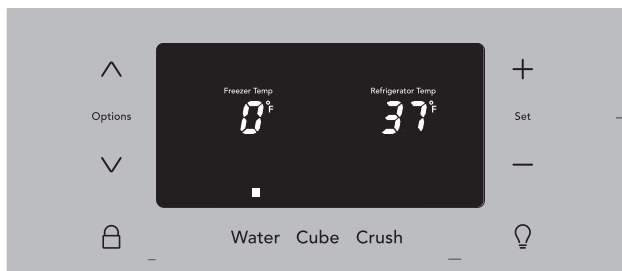 Freezer Temp
Refrigerator Temp
0°F
37°F
Options
Set
Water Cube Crush